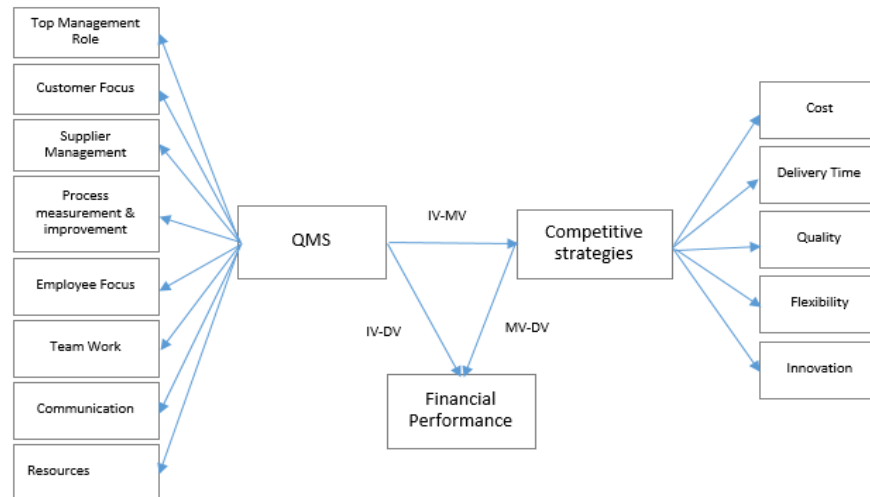 Top Management
Role
Customer Focus
Supplier
Management
Process
measurement &
improvement
Employee Focus
Team Work
Communication
Resources
QMS
IV-MV
Competitive
strategies
IV-DV
MV-DV
Financial
Performance
Cost
Delivery Time
Quality
Flexibility
Innovation